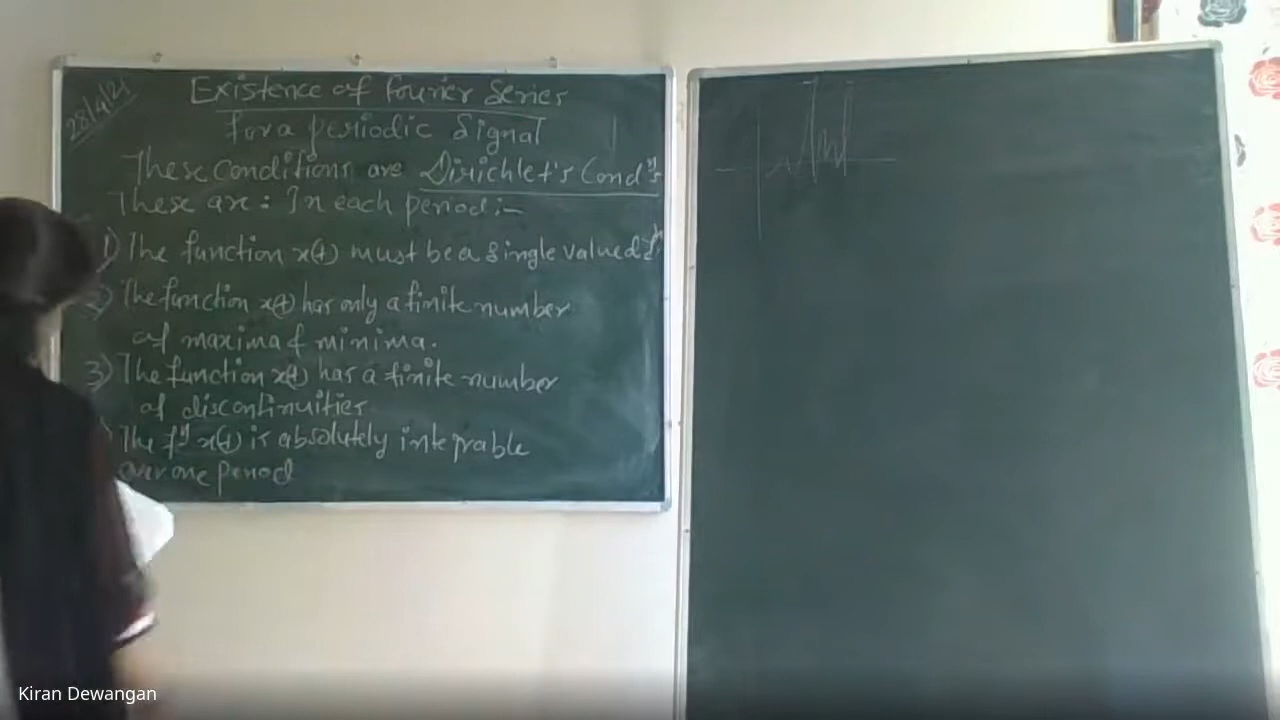 28/4/21
Existence of Fourier Series
for a periodic Signal
These Conditions are Dirichlet's Condⁿs
These are: In each period:-
1) The function x(t) must be a single valued fⁿ
2) The function x(t) has only a finite number
of maxima & minima.
3) The function x(t) has a finite number
of discontinuities
) The fⁿ x(t) is absolutely integrable
over one period
Kiran Dewangan